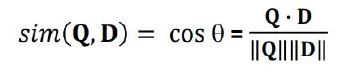 sim(Q, D) = cos θ = Q · D / ‖Q‖‖D‖